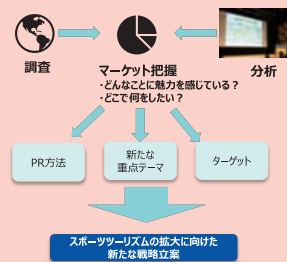 調査
マーケット把握
・どんなことに魅力を感じている?
・どこで何をしたい?
分析
PR方法
新たな
重点テーマ
ターゲット
スポーツツーリズムの拡大に向けた
新たな戦略立案